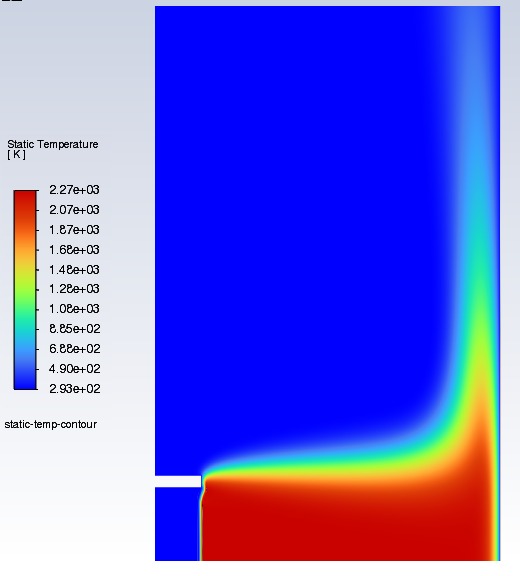 Static Temperature
[ K ]
2.27e+03
2.07e+03
1.87e+03
1.68e+03
1.48e+03
1.28e+03
1.08e+03
8.85e+02
6.88e+02
4.90e+02
2.93e+02
static-temp-contour